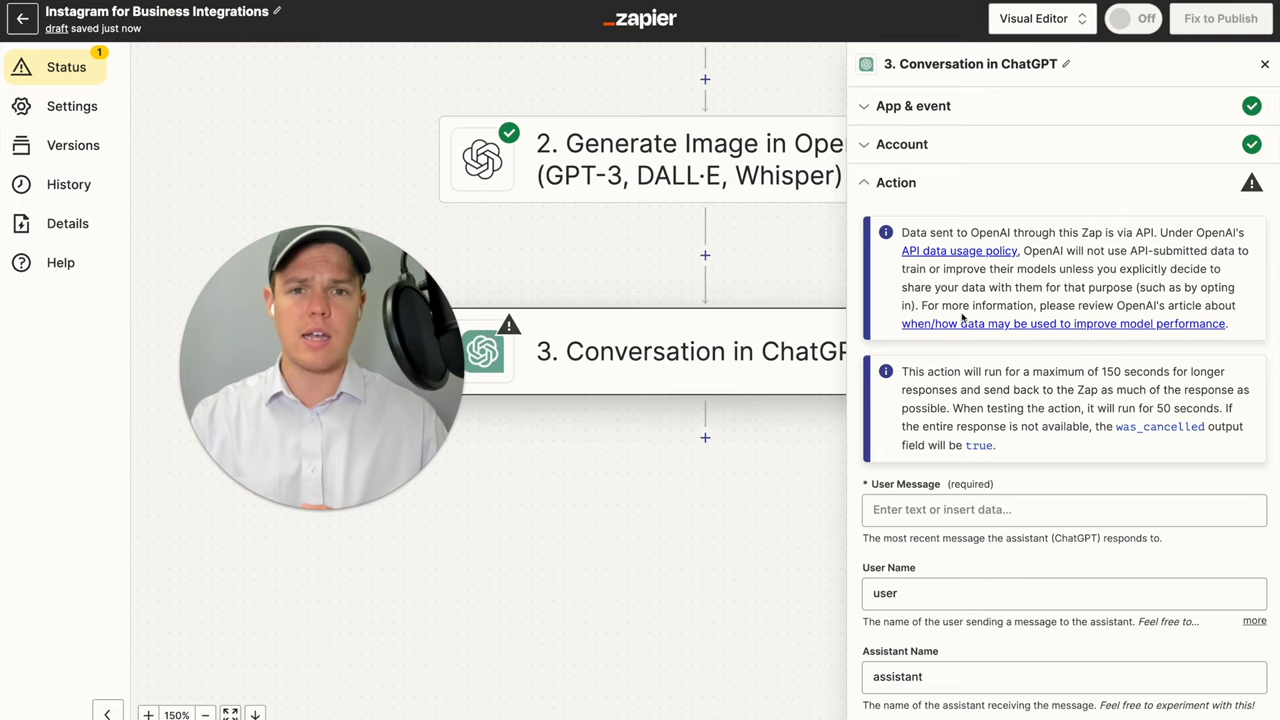 Instagram for Business Integrations
draft saved just now
_zapier
Visual Editor
Off
Fix to Publish
Status
1
Settings
Versions
History
Details
Help
2. Generate Image in Ope
(GPT-3, DALL·E, Whisper)
3. Conversation in ChatGP
150%
3. Conversation in ChatGPT
App & event
Account
Action
Data sent to OpenAI through this Zap is via API. Under OpenAI's
API data usage policy, OpenAI will not use API-submitted data to
train or improve their models unless you explicitly decide to
share your data with them for that purpose (such as by opting
in). For more information, please review OpenAI's article about
when/how data may be used to improve model performance.
This action will run for a maximum of 150 seconds for longer
responses and send back to the Zap as much of the response as
possible. When testing the action, it will run for 50 seconds. If
the entire response is not available, the was_cancelled output
field will be true.
* User Message (required)
Enter text or insert data...
The most recent message the assistant (ChatGPT) responds to.
User Name
user
The name of the user sending a message to the assistant. Feel free to... more
Assistant Name
assistant
The name of the assistant receiving the message. Feel free to experiment with this!